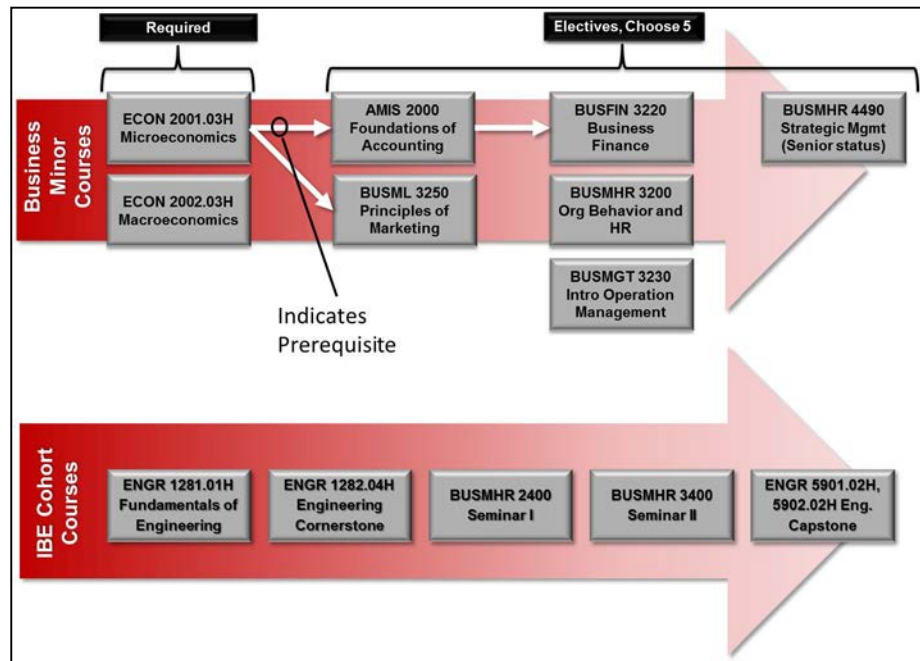 Required
Electives, Choose 5
Business
Minor
Courses
ECON 2001.03H
Microeconomics
AMIS 2000
Foundations of
Accounting
BUSFIN 3220
Business
Finance
BUSMHR 4490
Strategic Mgmt
(Senior status)
ECON 2002.03H
Macroeconomics
BUSML 3250
Principles of
Marketing
BUSMHR 3200
Org Behavior and
HR
BUSMGT 3230
Intro Operation
Management
Indicates
Prerequisite
IBE Cohort
Courses
ENGR 1281.01H
Fundamentals of
Engineering
ENGR 1282.04H
Engineering
Cornerstone
BUSMHR 2400
Seminar I
BUSMHR 3400
Seminar II
ENGR 5901.02H,
5902.02H Eng.
Capstone